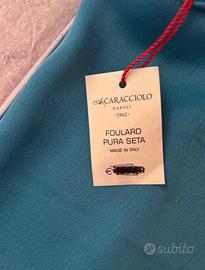 CARACCIOLO
NAPOLI
·1962·
FOULARD
PURA SETA
MADE IN ITALY
subito